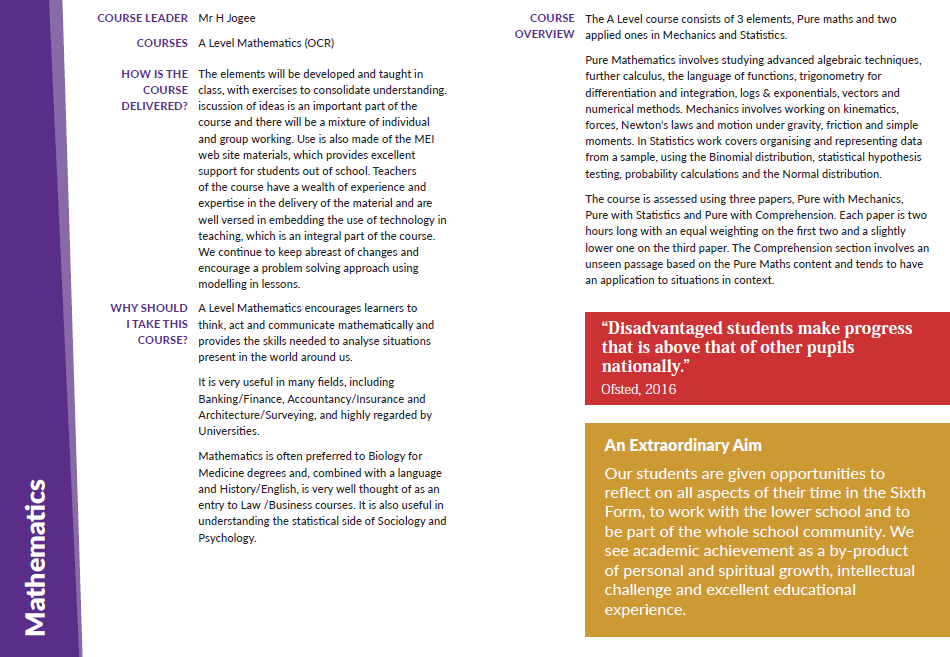 Mathematics
COURSE LEADER Mr H Jogee
COURSES A Level Mathematics (OCR)
HOW IS THE COURSE DELIVERED?
The elements will be developed and taught in
class, with exercises to consolidate understanding.
iscussion of ideas is an important part of the
course and there will be a mixture of individual
and group working. Use is also made of the MEI
web site materials, which provides excellent
support for students out of school. Teachers
of the course have a wealth of experience and
expertise in the delivery of the material and are
well versed in embedding the use of technology in
teaching, which is an integral part of the course.
We continue to keep abreast of changes and
encourage a problem solving approach using
modelling in lessons.
WHY SHOULD
I TAKE THIS
COURSE?
A Level Mathematics encourages learners to
think, act and communicate mathematically and
provides the skills needed to analyse situations
present in the world around us.
It is very useful in many fields, including
Banking/Finance, Accountancy/Insurance and
Architecture/Surveying, and highly regarded by
Universities.
Mathematics is often preferred to Biology for
Medicine degrees and, combined with a language
and History/English, is very well thought of as an
entry to Law /Business courses. It is also useful in
understanding the statistical side of Sociology and
Psychology.
COURSE
OVERVIEW
The A Level course consists of 3 elements, Pure maths and two
applied ones in Mechanics and Statistics.
Pure Mathematics involves studying advanced algebraic techniques,
further calculus, the language of functions, trigonometry for
differentiation and integration, logs & exponentials, vectors and
numerical methods. Mechanics involves working on kinematics,
forces, Newton's laws and motion under gravity, friction and simple
moments. In Statistics work covers organising and representing data
from a sample, using the Binomial distribution, statistical hypothesis
testing, probability calculations and the Normal distribution.
The course is assessed using three papers, Pure with Mechanics,
Pure with Statistics and Pure with Comprehension. Each paper is two
hours long with an equal weighting on the first two and a slightly
lower one on the third paper. The Comprehension section involves an
unseen passage based on the Pure Maths content and tends to have
an application to situations in context.
“Disadvantaged students make progress
that is above that of other pupils
nationally.”
Ofsted, 2016
An Extraordinary Aim
Our students are given opportunities to
reflect on all aspects of their time in the Sixth
Form, to work with the lower school and to
be part of the whole school community. We
see academic achievement as a by-product
of personal and spiritual growth, intellectual
challenge and excellent educational
experience.